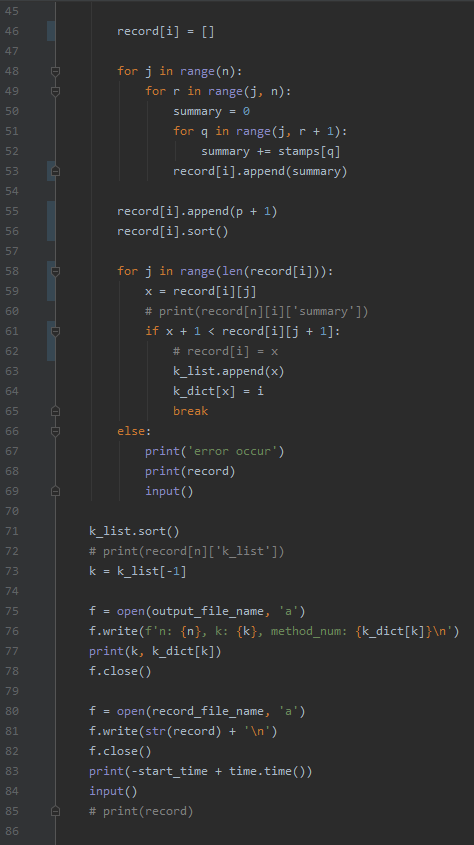 45
46 record[i] = []
47
48 for j in range(n):
49 for r in range(j, n):
50 summary = 0
51 for q in range(j, r + 1):
52 summary += stamps[q]
53 record[i].append(summary)
54
55 record[i].append(p + 1)
56 record[i].sort()
57
58 for j in range(len(record[i])):
59 x = record[i][j]
60 # print(record[n][i]['summary'])
61 if x + 1 < record[i][j + 1]:
62 # record[i] = x
63 k_list.append(x)
64 k_dict[x] = i
65 break
66 else:
67 print('error occur')
68 print(record)
69 input()
70
71 k_list.sort()
72 # print(record[n]['k_list'])
73 k = k_list[-1]
74
75 f = open(output_file_name, 'a')
76 f.write(f'n: {n}, k: {k}, method_num: {k_dict[k]}\n')
77 print(k, k_dict[k])
78 f.close()
79
80 f = open(record_file_name, 'a')
81 f.write(str(record) + '\n')
82 f.close()
83 print(-start_time + time.time())
84 input()
85 # print(record)
86